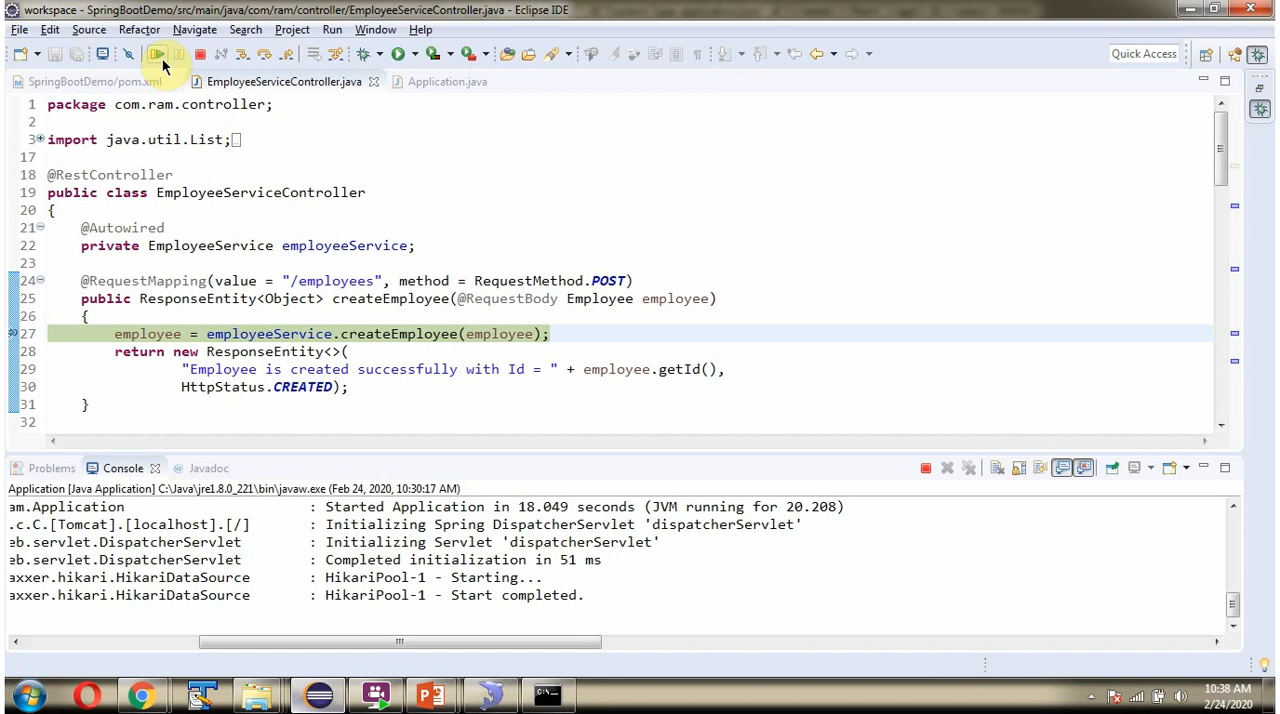 workspace - SpringBootDemo/src/main/java/com/ram/controller/EmployeeServiceController.java - Eclipse IDE
File Edit Source Refactor Navigate Search Project Run Window Help
Quick Access
SpringBootDemo/pom.xml EmployeeServiceController.java Application.java
1 package com.ram.controller;
2
3 import java.util.List;
17
18 @RestController
19 public class EmployeeServiceController
20 {
21 @Autowired
22 private EmployeeService employeeService;
23
24 @RequestMapping(value = "/employees", method = RequestMethod.POST)
25 public ResponseEntity<Object> createEmployee(@RequestBody Employee employee)
26 {
27 employee = employeeService.createEmployee(employee);
28 return new ResponseEntity<>(
29 "Employee is created successfully with Id = " + employee.getId(),
30 HttpStatus.CREATED);
31 }
32
Problems Console Javadoc
Application [Java Application] C:\Java\jre1.8.0_221\bin\javaw.exe (Feb 24, 2020, 10:30:17 AM)
am.Application : Started Application in 18.049 seconds (JVM running for 20.208)
.c.C.[Tomcat].[localhost].[/] : Initializing Spring DispatcherServlet 'dispatcherServlet'
eb.servlet.DispatcherServlet : Initializing Servlet 'dispatcherServlet'
eb.servlet.DispatcherServlet : Completed initialization in 51 ms
axxer.hikari.HikariDataSource : HikariPool-1 - Starting...
axxer.hikari.HikariDataSource : HikariPool-1 - Start completed.
10:38 AM
2/24/2020